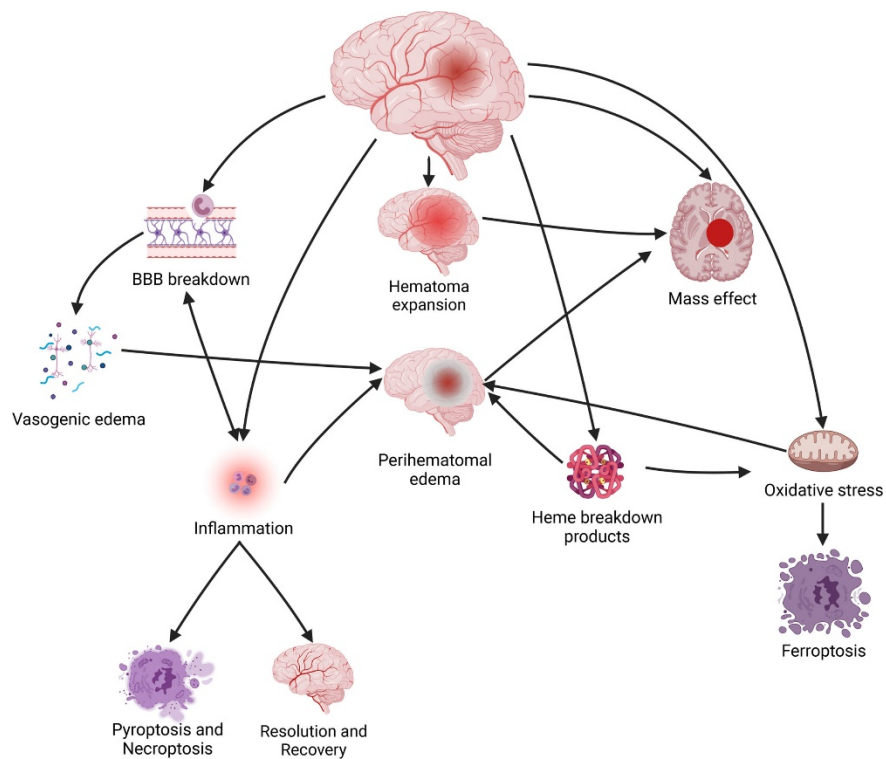 BBB breakdown
Hematoma
expansion
Mass effect
Vasogenic edema
Perihematomal
edema
Heme breakdown
products
Oxidative stress
Inflammation
Ferroptosis
Pyroptosis and
Necroptosis
Resolution and
Recovery